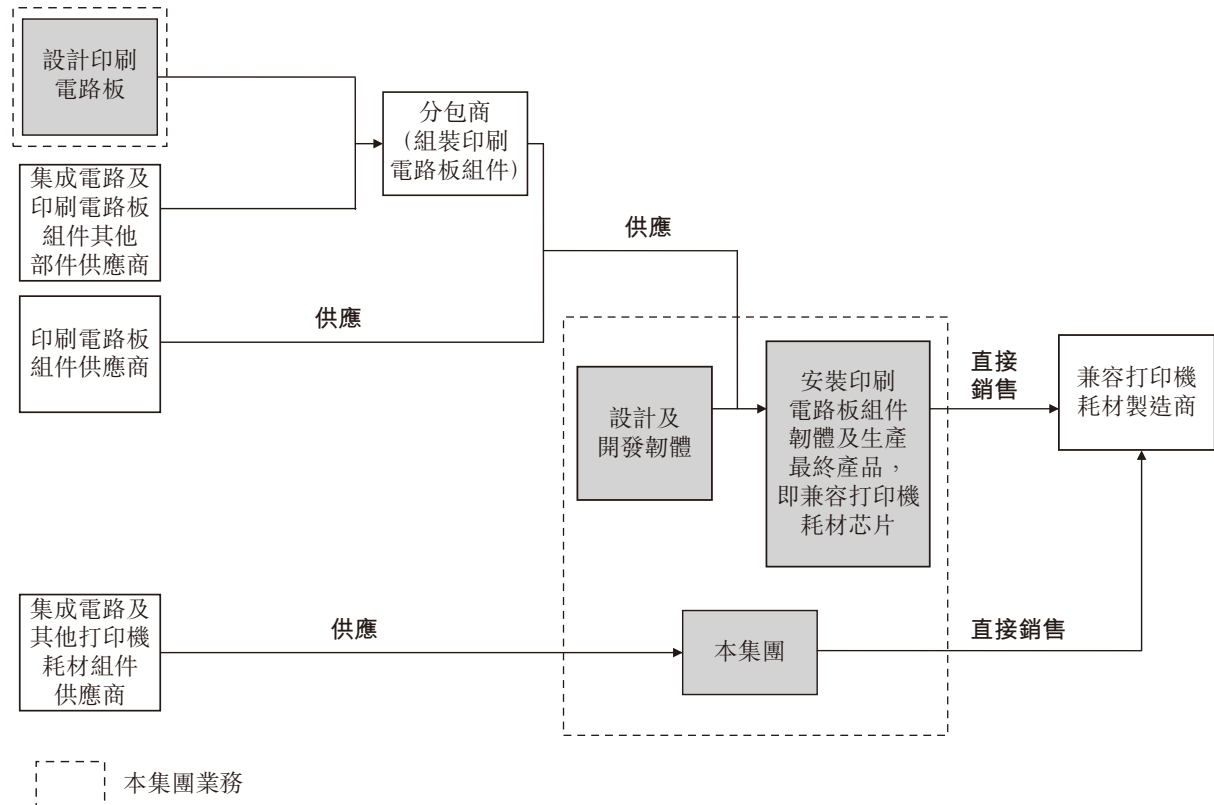 設計印刷
電路板
分包商
(組裝印刷
電路板組件)
集成電路及
印刷電路板
組件其他
部件供應商
供應
印刷電路板
組件供應商
供應
設計及
開發韌體
安裝印刷
電路板組件
韌體及生產
最終產品，
即兼容打印機
耗材芯片
直接
銷售
兼容打印機
耗材製造商
集成電路及
其他打印機
耗材組件
供應商
供應
本集團
直接銷售
本集團業務